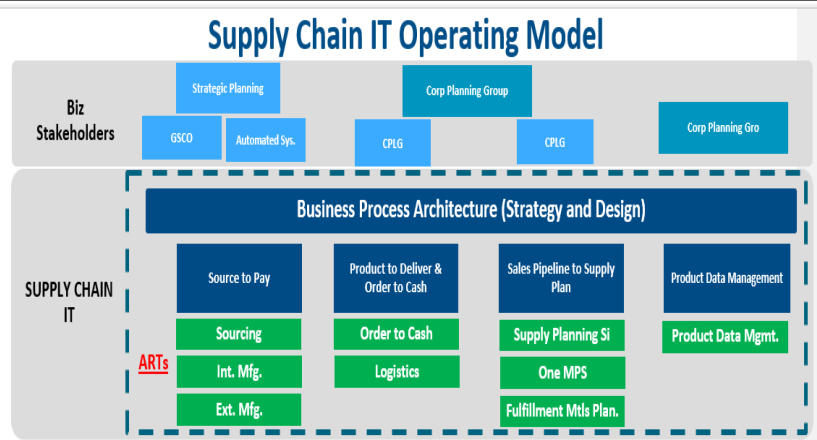 Supply Chain IT Operating Model
Biz
Stakeholders
Strategic Planning
Corp Planning Group
GSCO
Automated Sys.
CPLG
CPLG
Corp Planning Gro
SUPPLY CHAIN
IT
Business Process Architecture (Strategy and Design)
Source to Pay
Product to Deliver &
Order to Cash
Sales Pipeline to Supply
Plan
Product Data Management
ARTs
Sourcing
Int. Mfg.
Ext. Mfg.
Order to Cash
Logistics
Supply Planning Si
One MPS
Fulfillment Mtls Plan.
Product Data Mgmt.